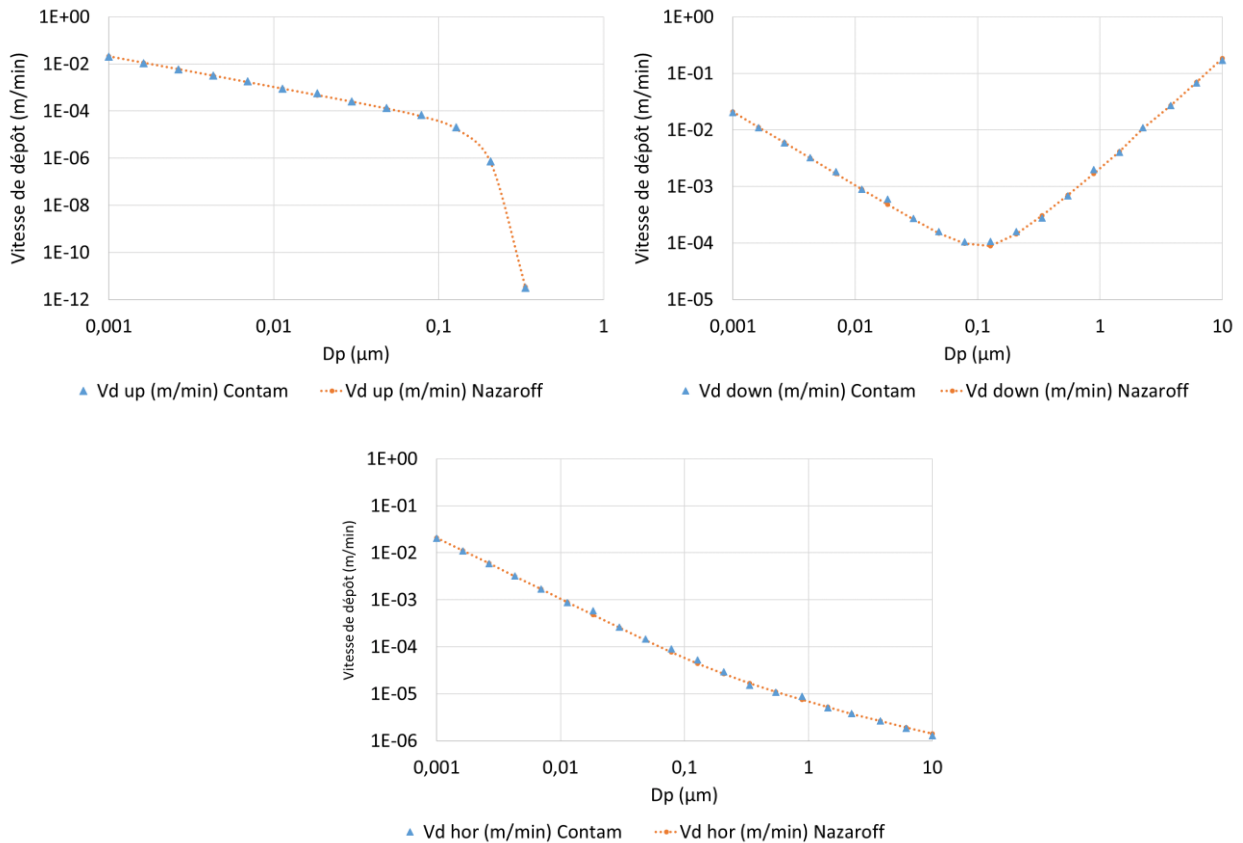 1E+00
1E-02
1E-04
1E-06
1E-08
1E-10
1E-12
Vitesse de dépôt (m/min)
0,001
0,01
0,1
1
Dp (µm)
Vd up (m/min) Contam
Vd up (m/min) Nazaroff
1E+00
1E-01
1E-02
1E-03
1E-04
1E-05
Vitesse de dépôt (m/min)
0,001
0,01
0,1
1
10
Dp (µm)
Vd down (m/min) Contam
Vd down (m/min) Nazaroff
1E+00
1E-01
1E-02
1E-03
1E-04
1E-05
1E-06
Vitesse de dépôt (m/min)
0,001
0,01
0,1
1
10
Dp (µm)
Vd hor (m/min) Contam
Vd hor (m/min) Nazaroff